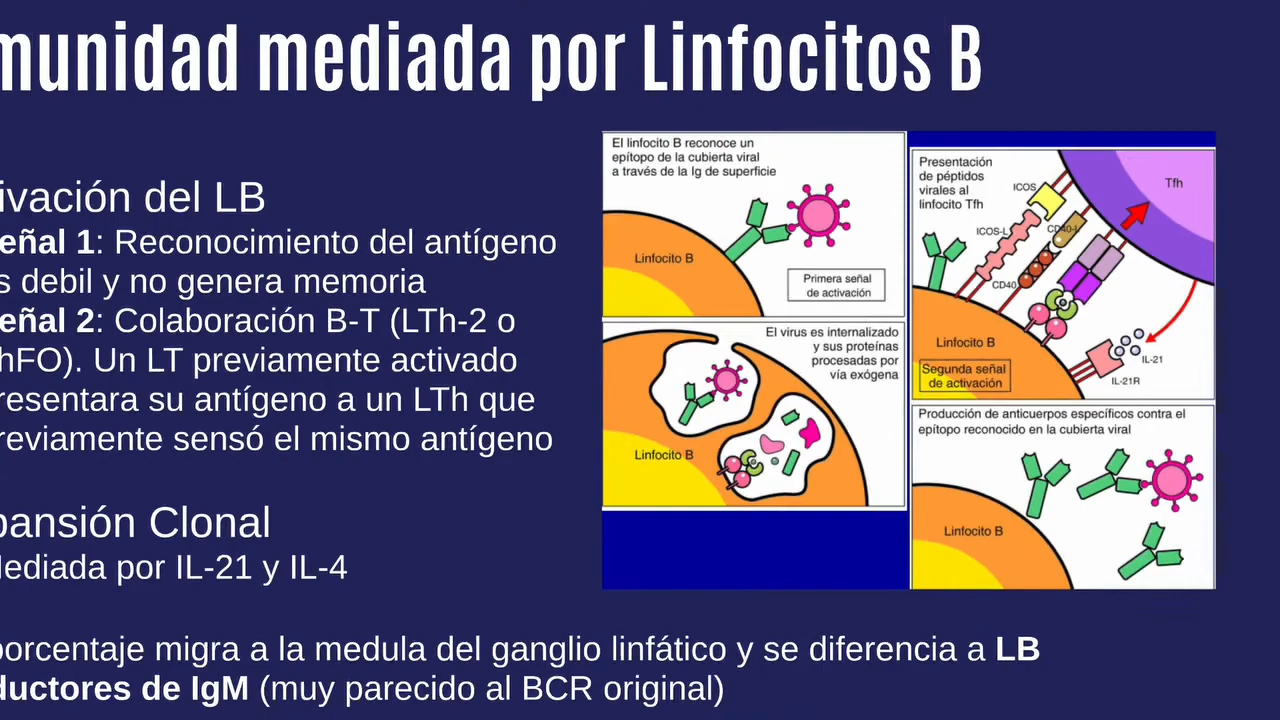 munidad mediada por Linfocitos B
ivación del LB
eñal 1: Reconocimiento del antígeno
s debil y no genera memoria
eñal 2: Colaboración B-T (LTh-2 o
hFO). Un LT previamente activado
resentara su antígeno a un LTh que
reviamente sensó el mismo antígeno
pansión Clonal
Mediada por IL-21 y IL-4
porcentaje migra a la medula del ganglio linfático y se diferencia a LB
ductores de IgM (muy parecido al BCR original)
El linfocito B reconoce un
epítopo de la cubierta viral
a través de la Ig de superficie
Linfocito B
Primera señal
de activación
El virus es internalizado
y sus proteínas
procesadas por
vía exógena
Linfocito B
Presentación
de péptidos
virales al
linfocito Tfh
Tfh
ICOS
ICOS-L
CD40-L
CD40
Linfocito B
IL-21
IL-21R
Segunda señal
de activación
Producción de anticuerpos específicos contra el
epítopo reconocido en la cubierta viral
Linfocito B